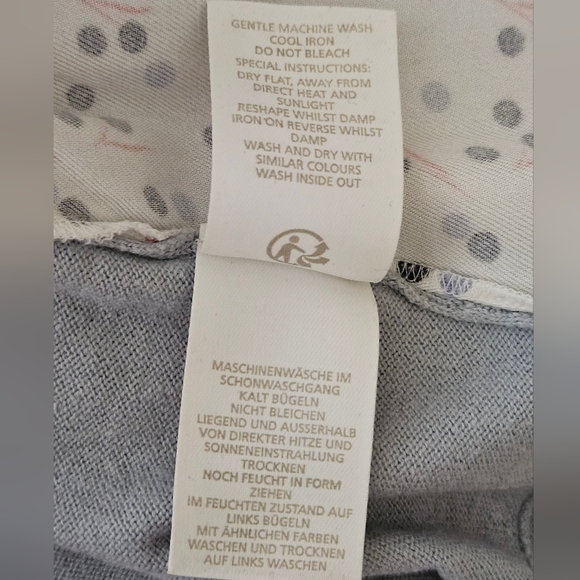 GENTLE MACHINE WASH
COOL IRON
DO NOT BLEACH
SPECIAL INSTRUCTIONS:
DRY FLAT, AWAY FROM
DIRECT HEAT AND
SUNLIGHT
RESHAPE WHILST DAMP
IRON ON REVERSE WHILST
DAMP
WASH AND DRY WITH
SIMILAR COLOURS
WASH INSIDE OUT
MASCHINENWÄSCHE IM
SCHONWASCHGANG
KALT BÜGELN
NICHT BLEICHEN
LIEGEND UND AUSSERHALB
VON DIREKTER HITZE UND
SONNENEINSTRAHLUNG
TROCKNEN
NOCH FEUCHT IN FORM
ZIEHEN
IM FEUCHTEN ZUSTAND AUF
LINKS BÜGELN
MIT ÄHNLICHEN FARBEN
WASCHEN UND TROCKNEN
AUF LINKS WASCHEN